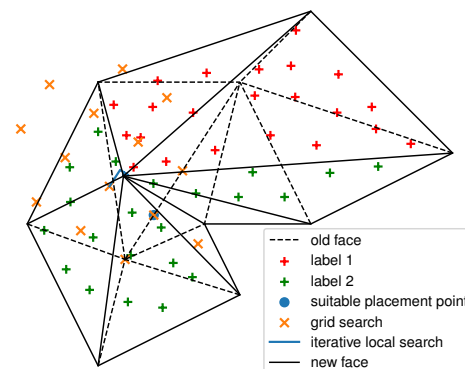 old face
label 1
label 2
suitable placement point
grid search
iterative local search
new face